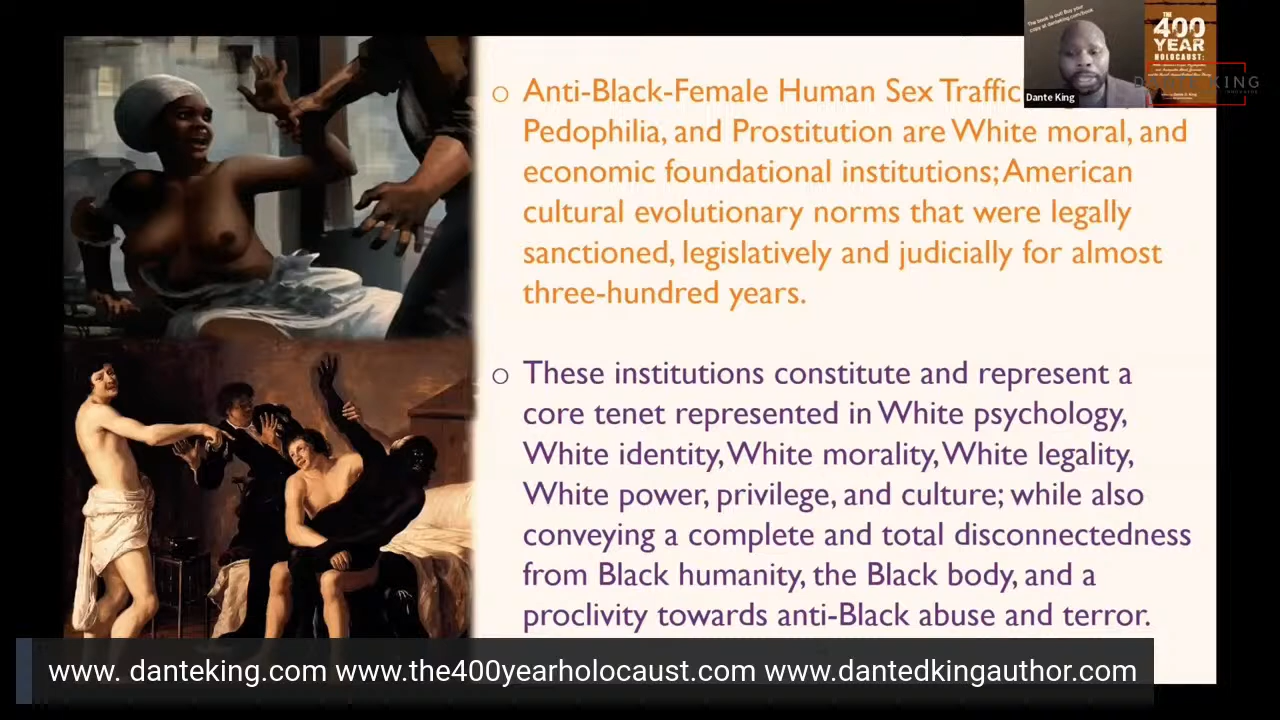 Anti-Black-Female Human Sex Traffic
Pedophilia, and Prostitution are White moral, and
economic foundational institutions; American
cultural evolutionary norms that were legally
sanctioned, legislatively and judicially for almost
three-hundred years.
These institutions constitute and represent a
core tenet represented in White psychology,
White identity, White morality, White legality,
White power, privilege, and culture; while also
conveying a complete and total disconnectedness
from Black humanity, the Black body, and a
proclivity towards anti-Black abuse and terror.
Dante King
THE
400
YEAR
HOLOCAUST:
www. danteking.com www.the400yearholocaust.com www.dantedkingauthor.com